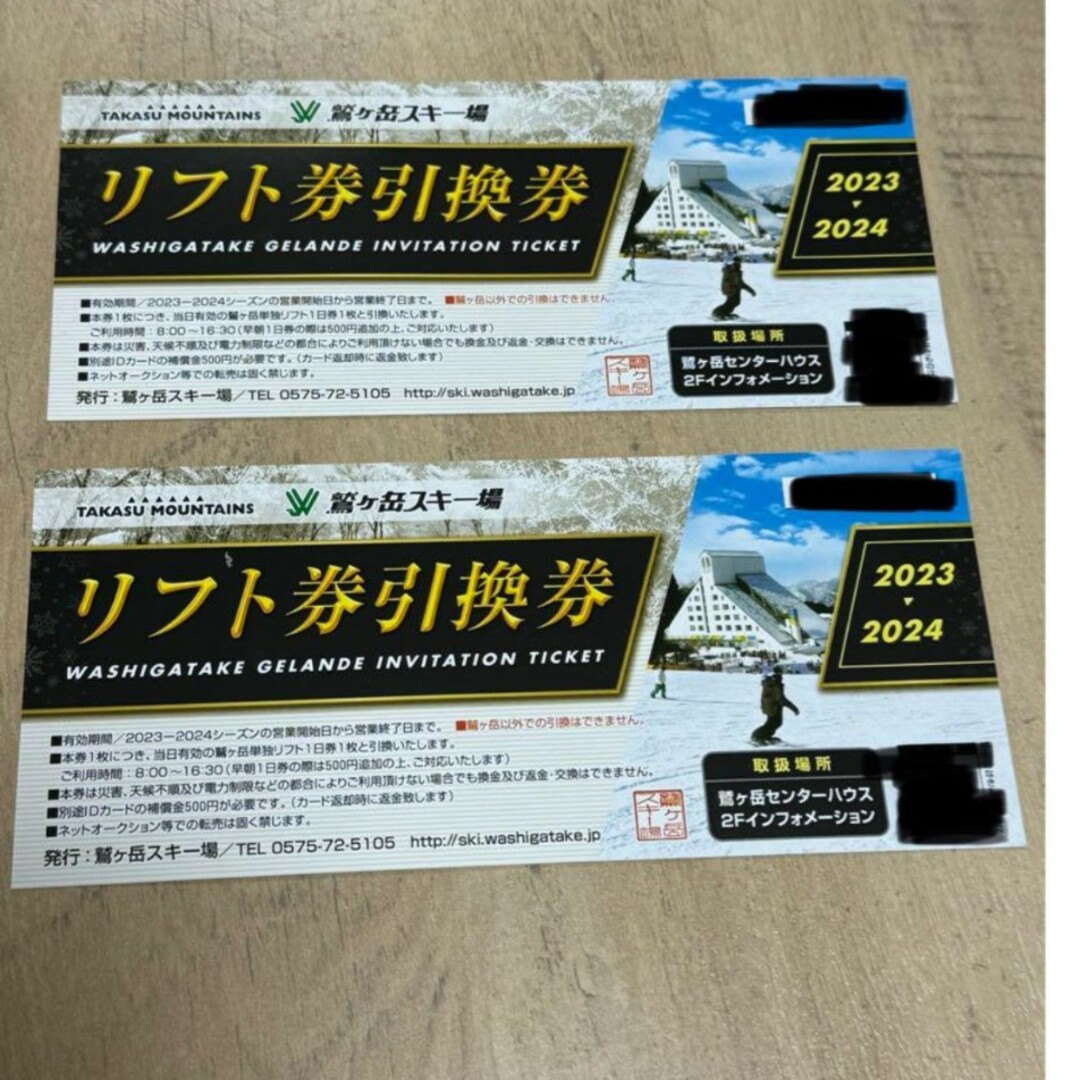 TAKASU MOUNTAINS 鷲ヶ岳スキー場
リフト券引換券
WASHIGATAKE GELANDE INVITATION TICKET
2023
▼
2024
■有効期間/2023-2024シーズンの営業開始日から営業終了日まで。 ■鷲ヶ岳以外での引換はできません。
■本券1枚につき、当日有効の鷲ヶ岳単独リフト1日券1枚と引換いたします。
ご利用時間:8:00~16:30(早朝1日券の際は500円追加の上、ご対応いたします)
■本券は災害、天候不順及び電力制限などの都合によりご利用頂けない場合でも換金及び返金・交換はできません。
■別途IDカードの補償金500円が必要です。(カード返却時に返金致します)
■ネットオークション等での転売は固く禁じます。
発行:鷲ヶ岳スキー場/TEL 0575-72-5105 http://ski.washigatake.jp
鷲ヶ岳
スキー場
取扱場所
鷲ヶ岳センターハウス
2Fインフォメーション
TAKASU MOUNTAINS 鷲ヶ岳スキー場
リフト券引換券
WASHIGATAKE GELANDE INVITATION TICKET
2023
▼
2024
■有効期間/2023-2024シーズンの営業開始日から営業終了日まで。 ■鷲ヶ岳以外での引換はできません。
■本券1枚につき、当日有効の鷲ヶ岳単独リフト1日券1枚と引換いたします。
ご利用時間:8:00~16:30(早朝1日券の際は500円追加の上、ご対応いたします)
■本券は災害、天候不順及び電力制限などの都合によりご利用頂けない場合でも換金及び返金・交換はできません。
■別途IDカードの補償金500円が必要です。(カード返却時に返金致します)
■ネットオークション等での転売は固く禁じます。
発行:鷲ヶ岳スキー場/TEL 0575-72-5105 http://ski.washigatake.jp
鷲ヶ岳
スキー場
取扱場所
鷲ヶ岳センターハウス
2Fインフォメーション